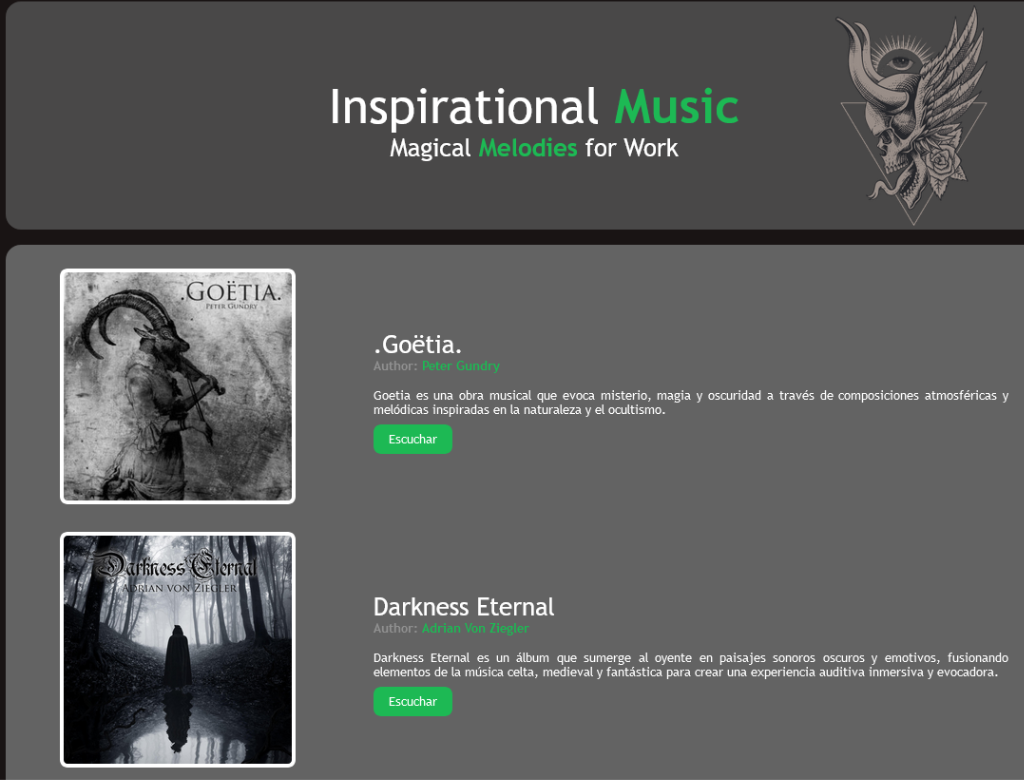 Inspirational Music
Magical Melodies for Work
.GOËTIA.
PETER GUNDRY
.Goëtia.
Author: Peter Gundry
Goetia es una obra musical que evoca misterio, magia y oscuridad a través de composiciones atmosféricas y
melódicas inspiradas en la naturaleza y el ocultismo.
Escuchar
Darkness Eternal
ADRIAN VON ZIEGLER
Darkness Eternal
Author: Adrian Von Ziegler
Darkness Eternal es un álbum que sumerge al oyente en paisajes sonoros oscuros y emotivos, fusionando
elementos de la música celta, medieval y fantástica para crear una experiencia auditiva inmersiva y evocadora.
Escuchar